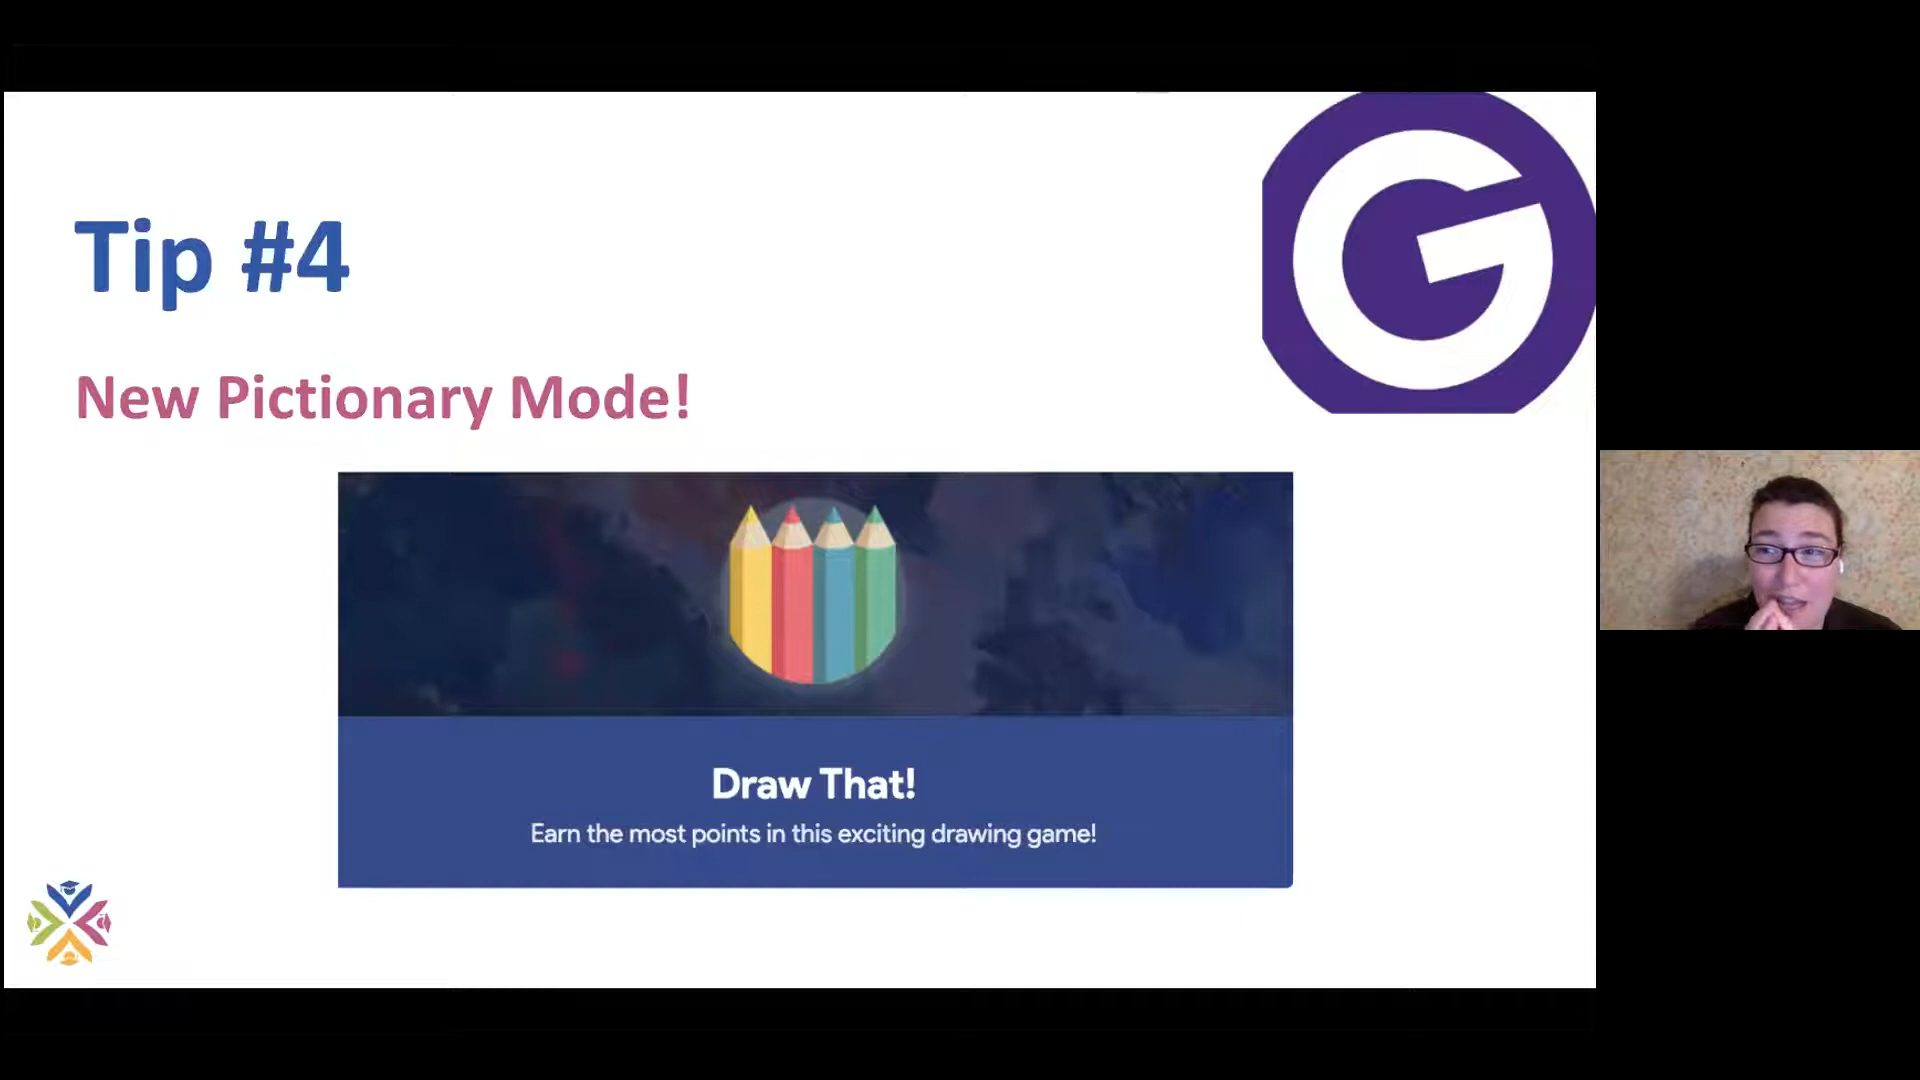 Tip #4
New Pictionary Mode!
Draw That!
Earn the most points in this exciting drawing game!